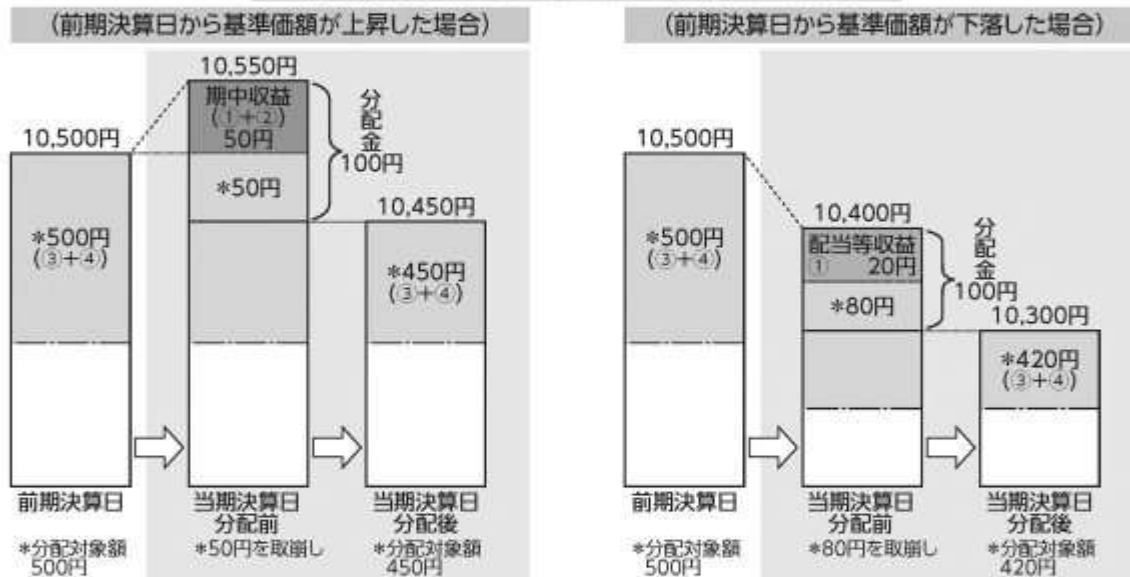 (前期決算日から基準価額が上昇した場合)
10,550円
期中収益
(①+②)
50円
分配金
100円
10,500円
*50円
10,450円
*500円
(③+④)
*450円
(③+④)
前期決算日
当期決算日
分配前
当期決算日
分配後
*分配対象額
500円
*50円を取崩し
*分配対象額
450円
(前期決算日から基準価額が下落した場合)
10,500円
10,400円
配当等収益
① 20円
分配金
100円
*500円
(③+④)
*80円
10,300円
*420円
(③+④)
前期決算日
当期決算日
分配前
当期決算日
分配後
*分配対象額
500円
*80円を取崩し
*分配対象額
420円